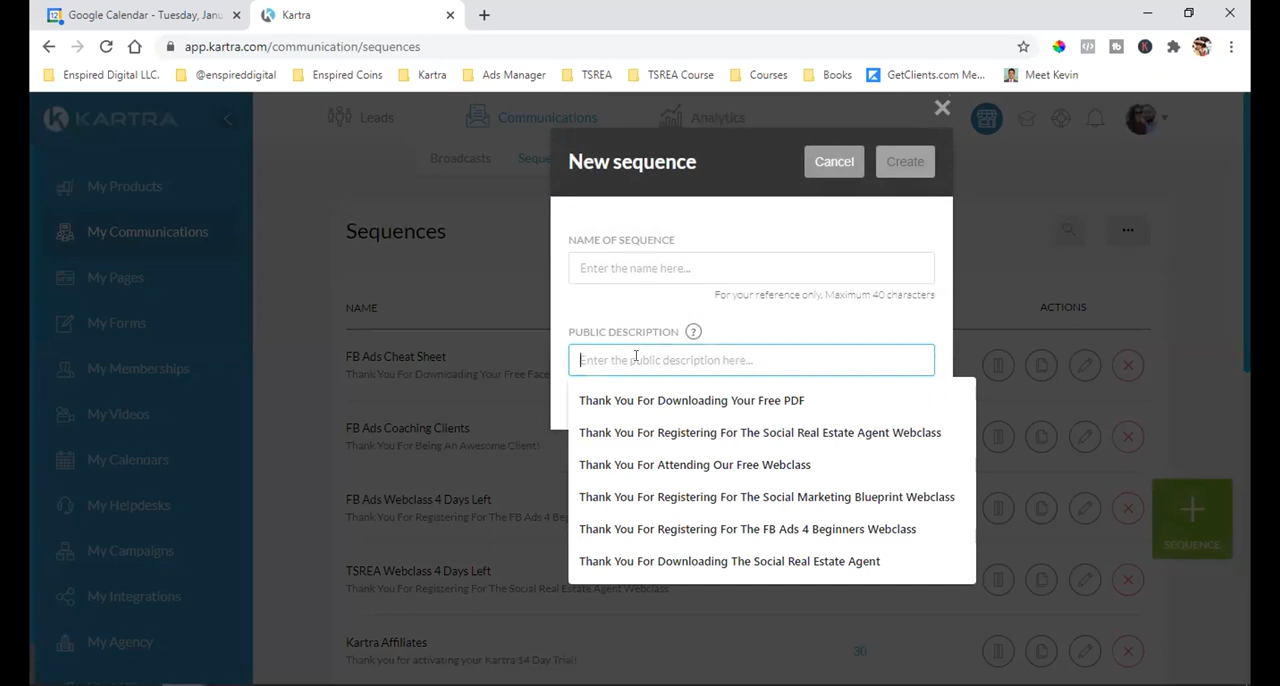 Google Calendar - Tuesday, Janu
Kartra
app.kartra.com/communication/sequences
Enspired Digital LLC.
@enspireddigital
Enspired Coins
Kartra
Ads Manager
TSREA
TSREA Course
Courses
Books
GetClients.com Me...
Meet Kevin
KARTRA
Leads
Communications
Analytics
Broadcasts
Seque
My Products
My Communications
My Pages
My Forms
My Memberships
My Videos
My Calendars
My Helpdesks
My Campaigns
My Integrations
My Agency
Sequences
NAME
ACTIONS
FB Ads Cheat Sheet
Thank You For Downloading Your Free Face
FB Ads Coaching Clients
Thank You For Being An Awesome Client!
FB Ads Webclass 4 Days Left
Thank You For Registering For The FB Ads 4 Beg
TSREA Webclass 4 Days Left
Thank You For Registering For The Social Real Estate Agent Webclass
Kartra Affiliates
Thank you for activating your Kartra 14 Day Trial!
30
SEQUENCE
New sequence
Cancel
Create
NAME OF SEQUENCE
Enter the name here...
For your reference only. Maximum 40 characters
PUBLIC DESCRIPTION ?
Enter the public description here...
Thank You For Downloading Your Free PDF
Thank You For Registering For The Social Real Estate Agent Webclass
Thank You For Attending Our Free Webclass
Thank You For Registering For The Social Marketing Blueprint Webclass
Thank You For Registering For The FB Ads 4 Beginners Webclass
Thank You For Downloading The Social Real Estate Agent